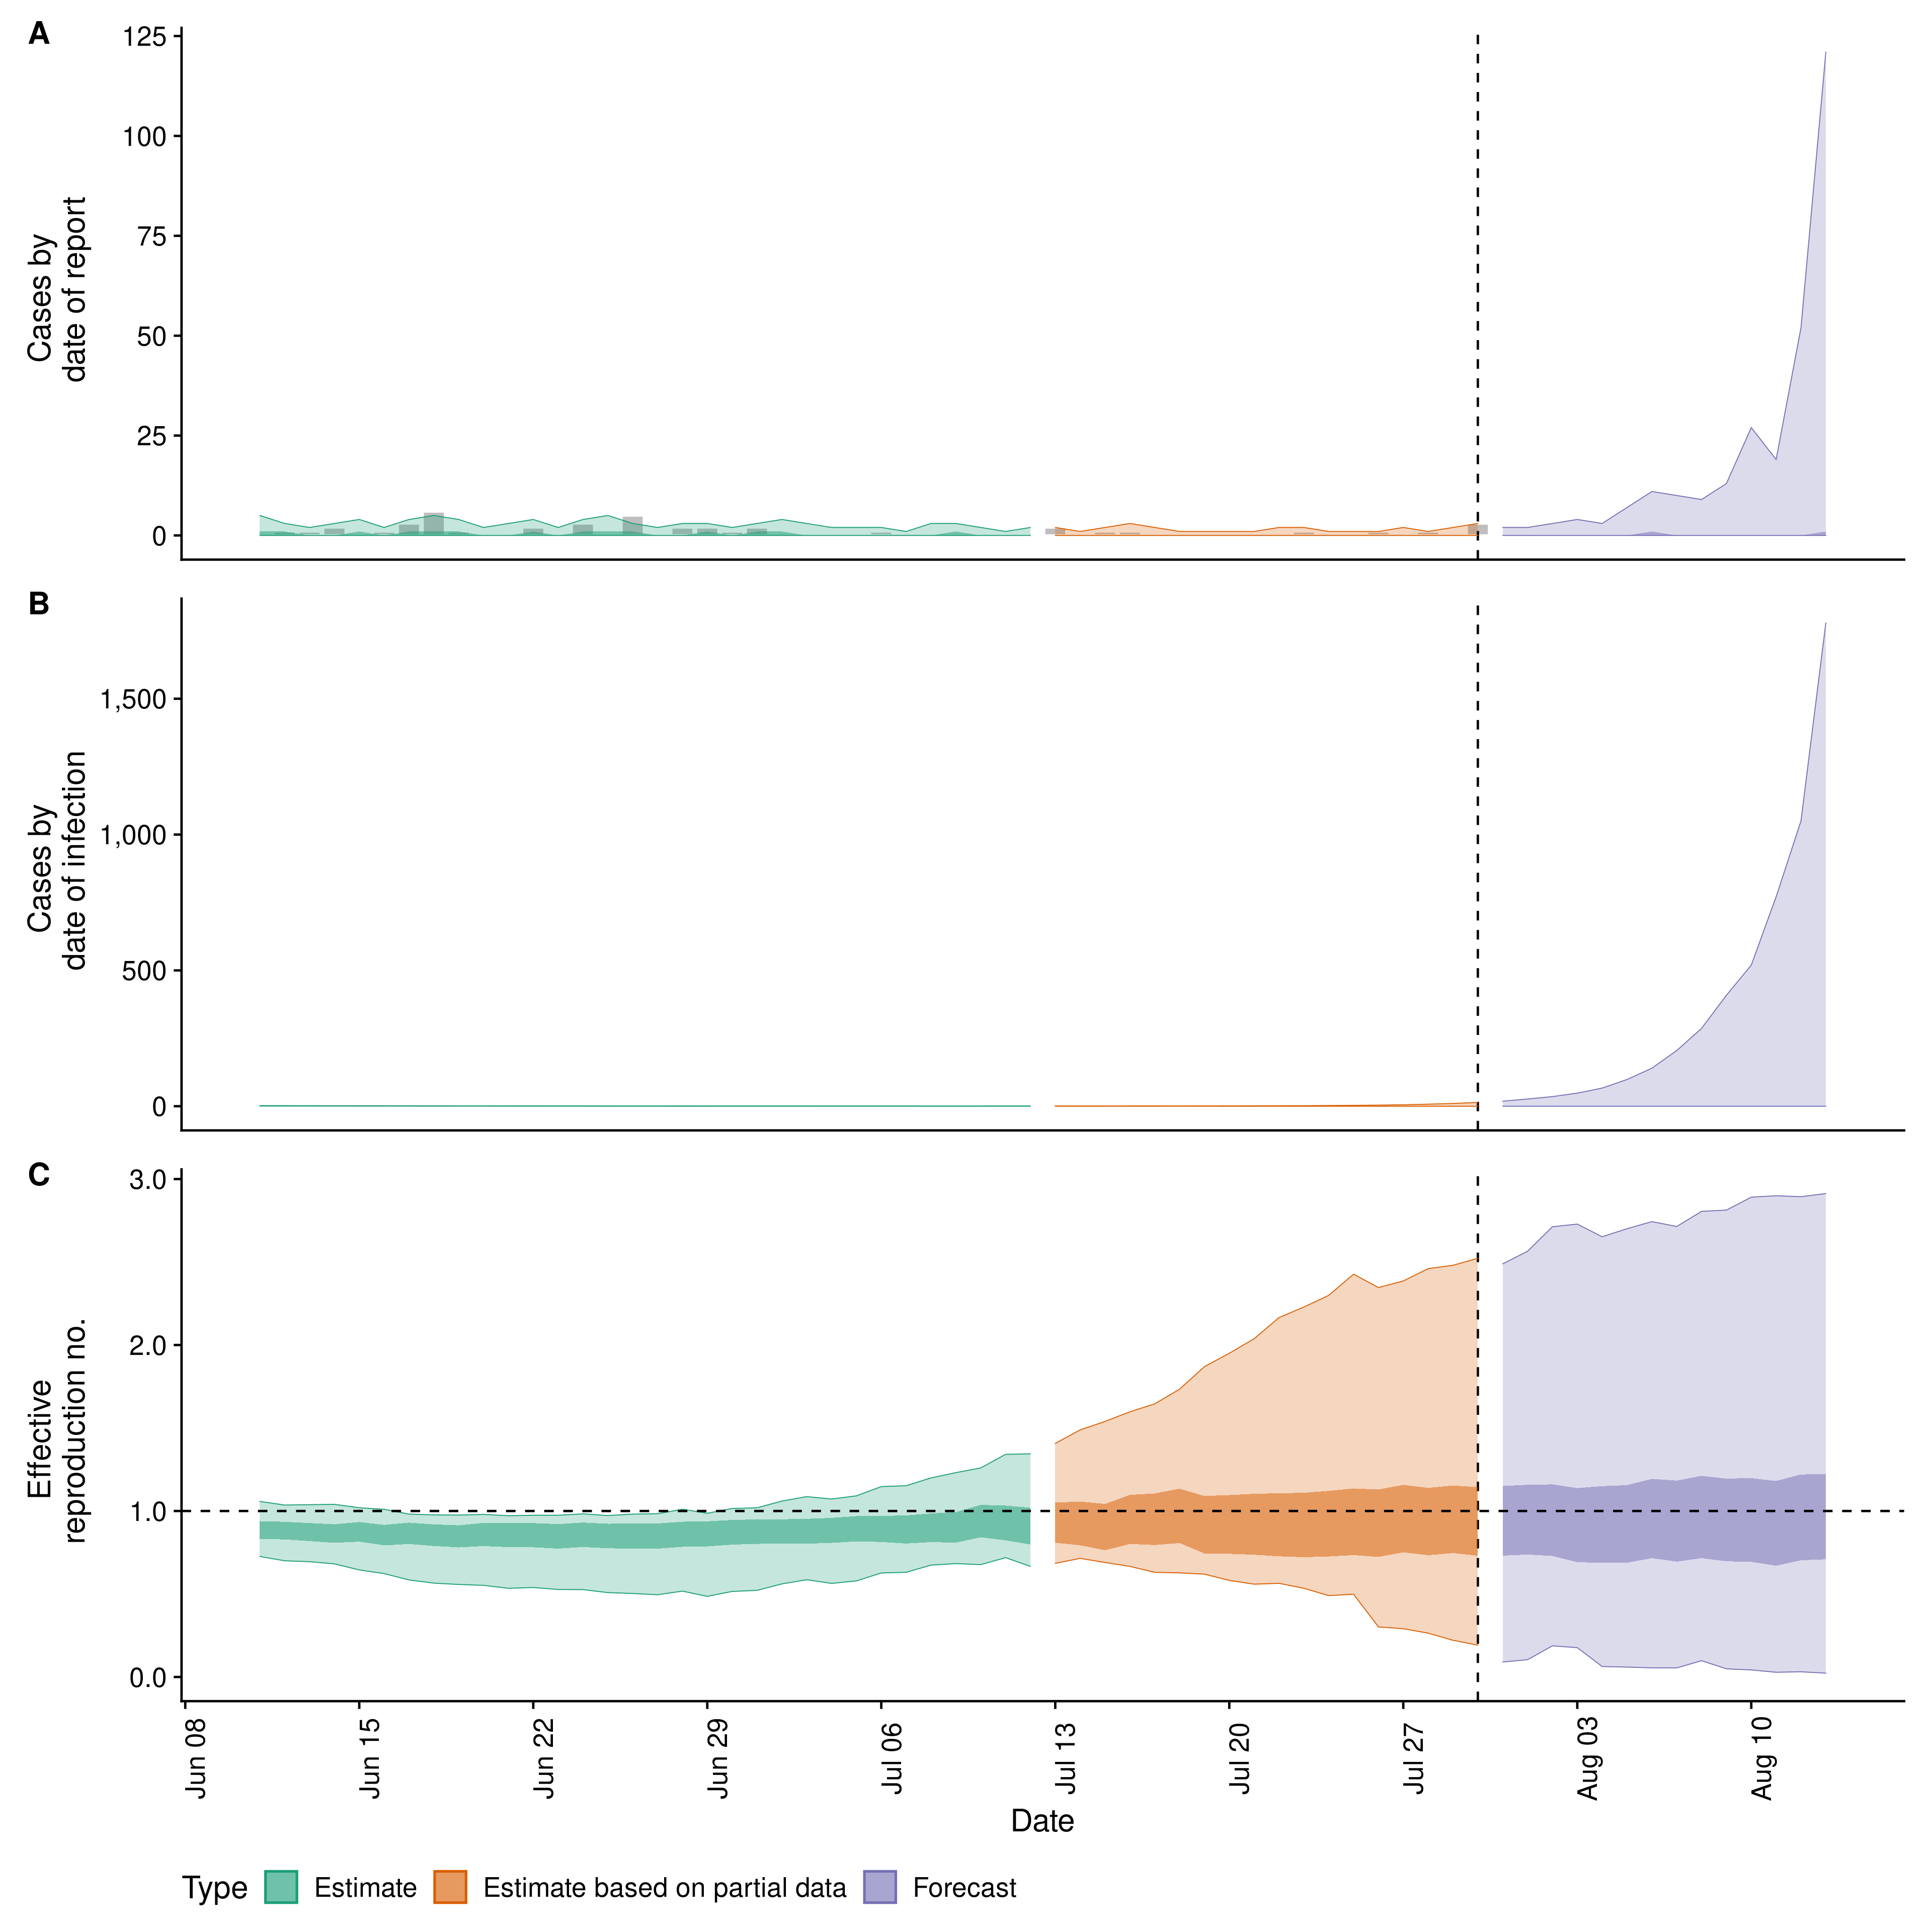 A
Cases by
date of report
125
100
75
50
25
0
B
Cases by
date of infection
1,500
1,000
500
0
C
Effective
reproduction no.
3.0
2.0
1.0
0.0
Jun 08
Jun 15
Jun 22
Jun 29
Jul 06
Jul 13
Jul 20
Jul 27
Aug 03
Aug 10
Date
Type
Estimate
Estimate based on partial data
Forecast